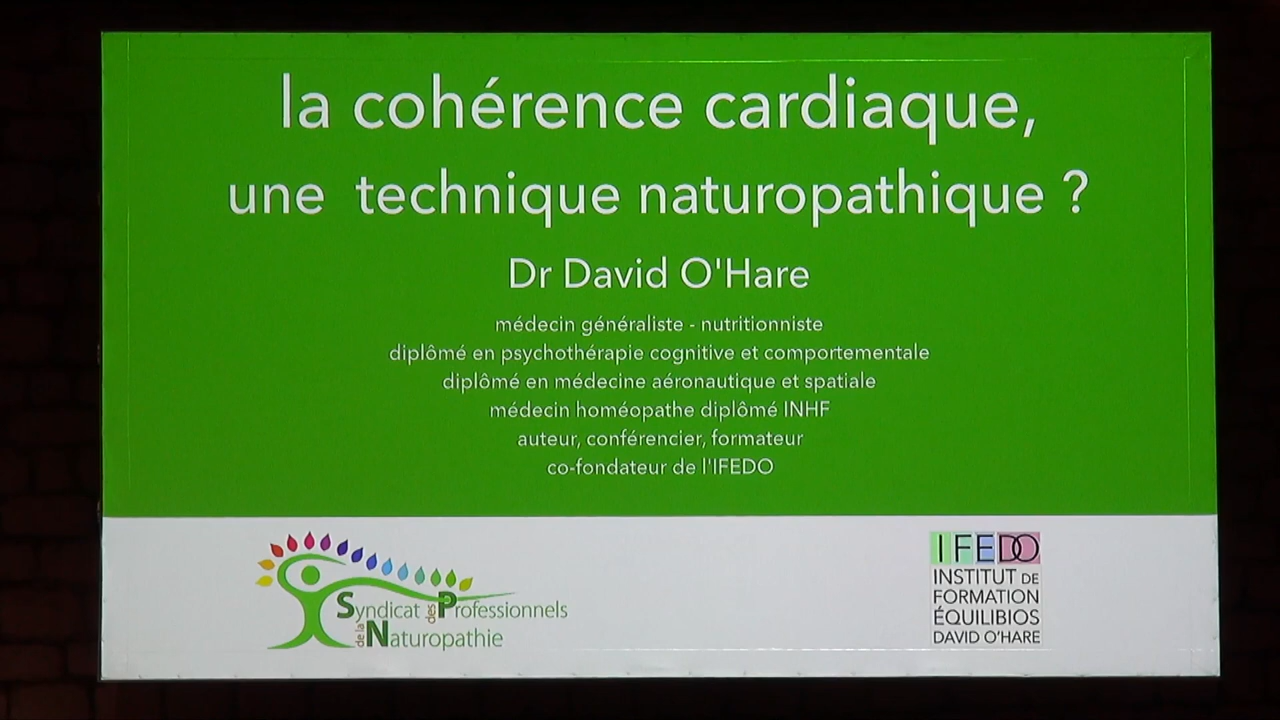 la cohérence cardiaque,
une technique naturopathique ?
Dr David O'Hare
médecin généraliste - nutritionniste
diplômé en psychothérapie cognitive et comportementale
diplômé en médecine aéronautique et spatiale
médecin homéopathe diplômé INHF
auteur, conférencier, formateur
co-fondateur de l'IFEDO
Syndicat des Professionnels
de la Naturopathie
IFEDO
INSTITUT DE
FORMATION
ÉQUILIBIOS
DAVID O'HARE